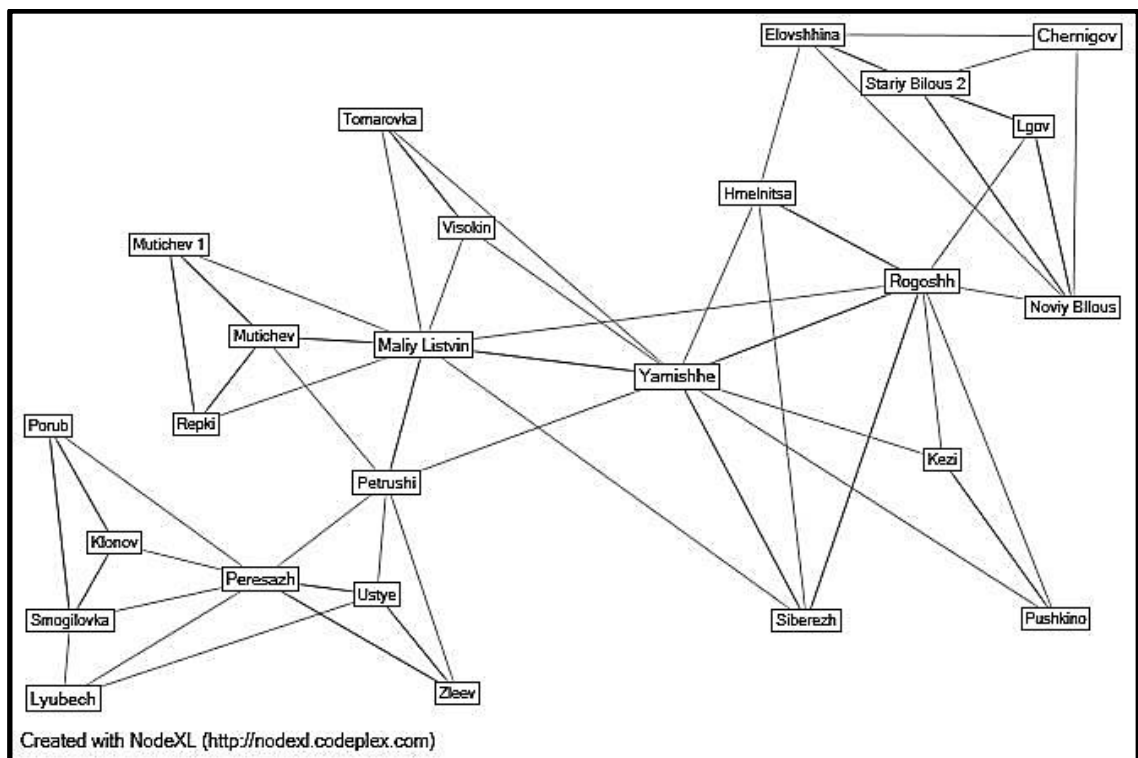 Elovshhina
Chernigov
Stariy Bilous 2
Tomarovka
Lgov
Hmelnitsa
Visokin
Mutichev 1
Rogoshh
Noviy Bilous
Mutichev
Maliy Listvin
Yamishhe
Repki
Porub
Kezi
Petrushi
Klonov
Peresazh
Ustye
Smogilovka
Siberezh
Pushkino
Lyubech
Zleev
Created with NodeXL (http://nodexl.codeplex.com)